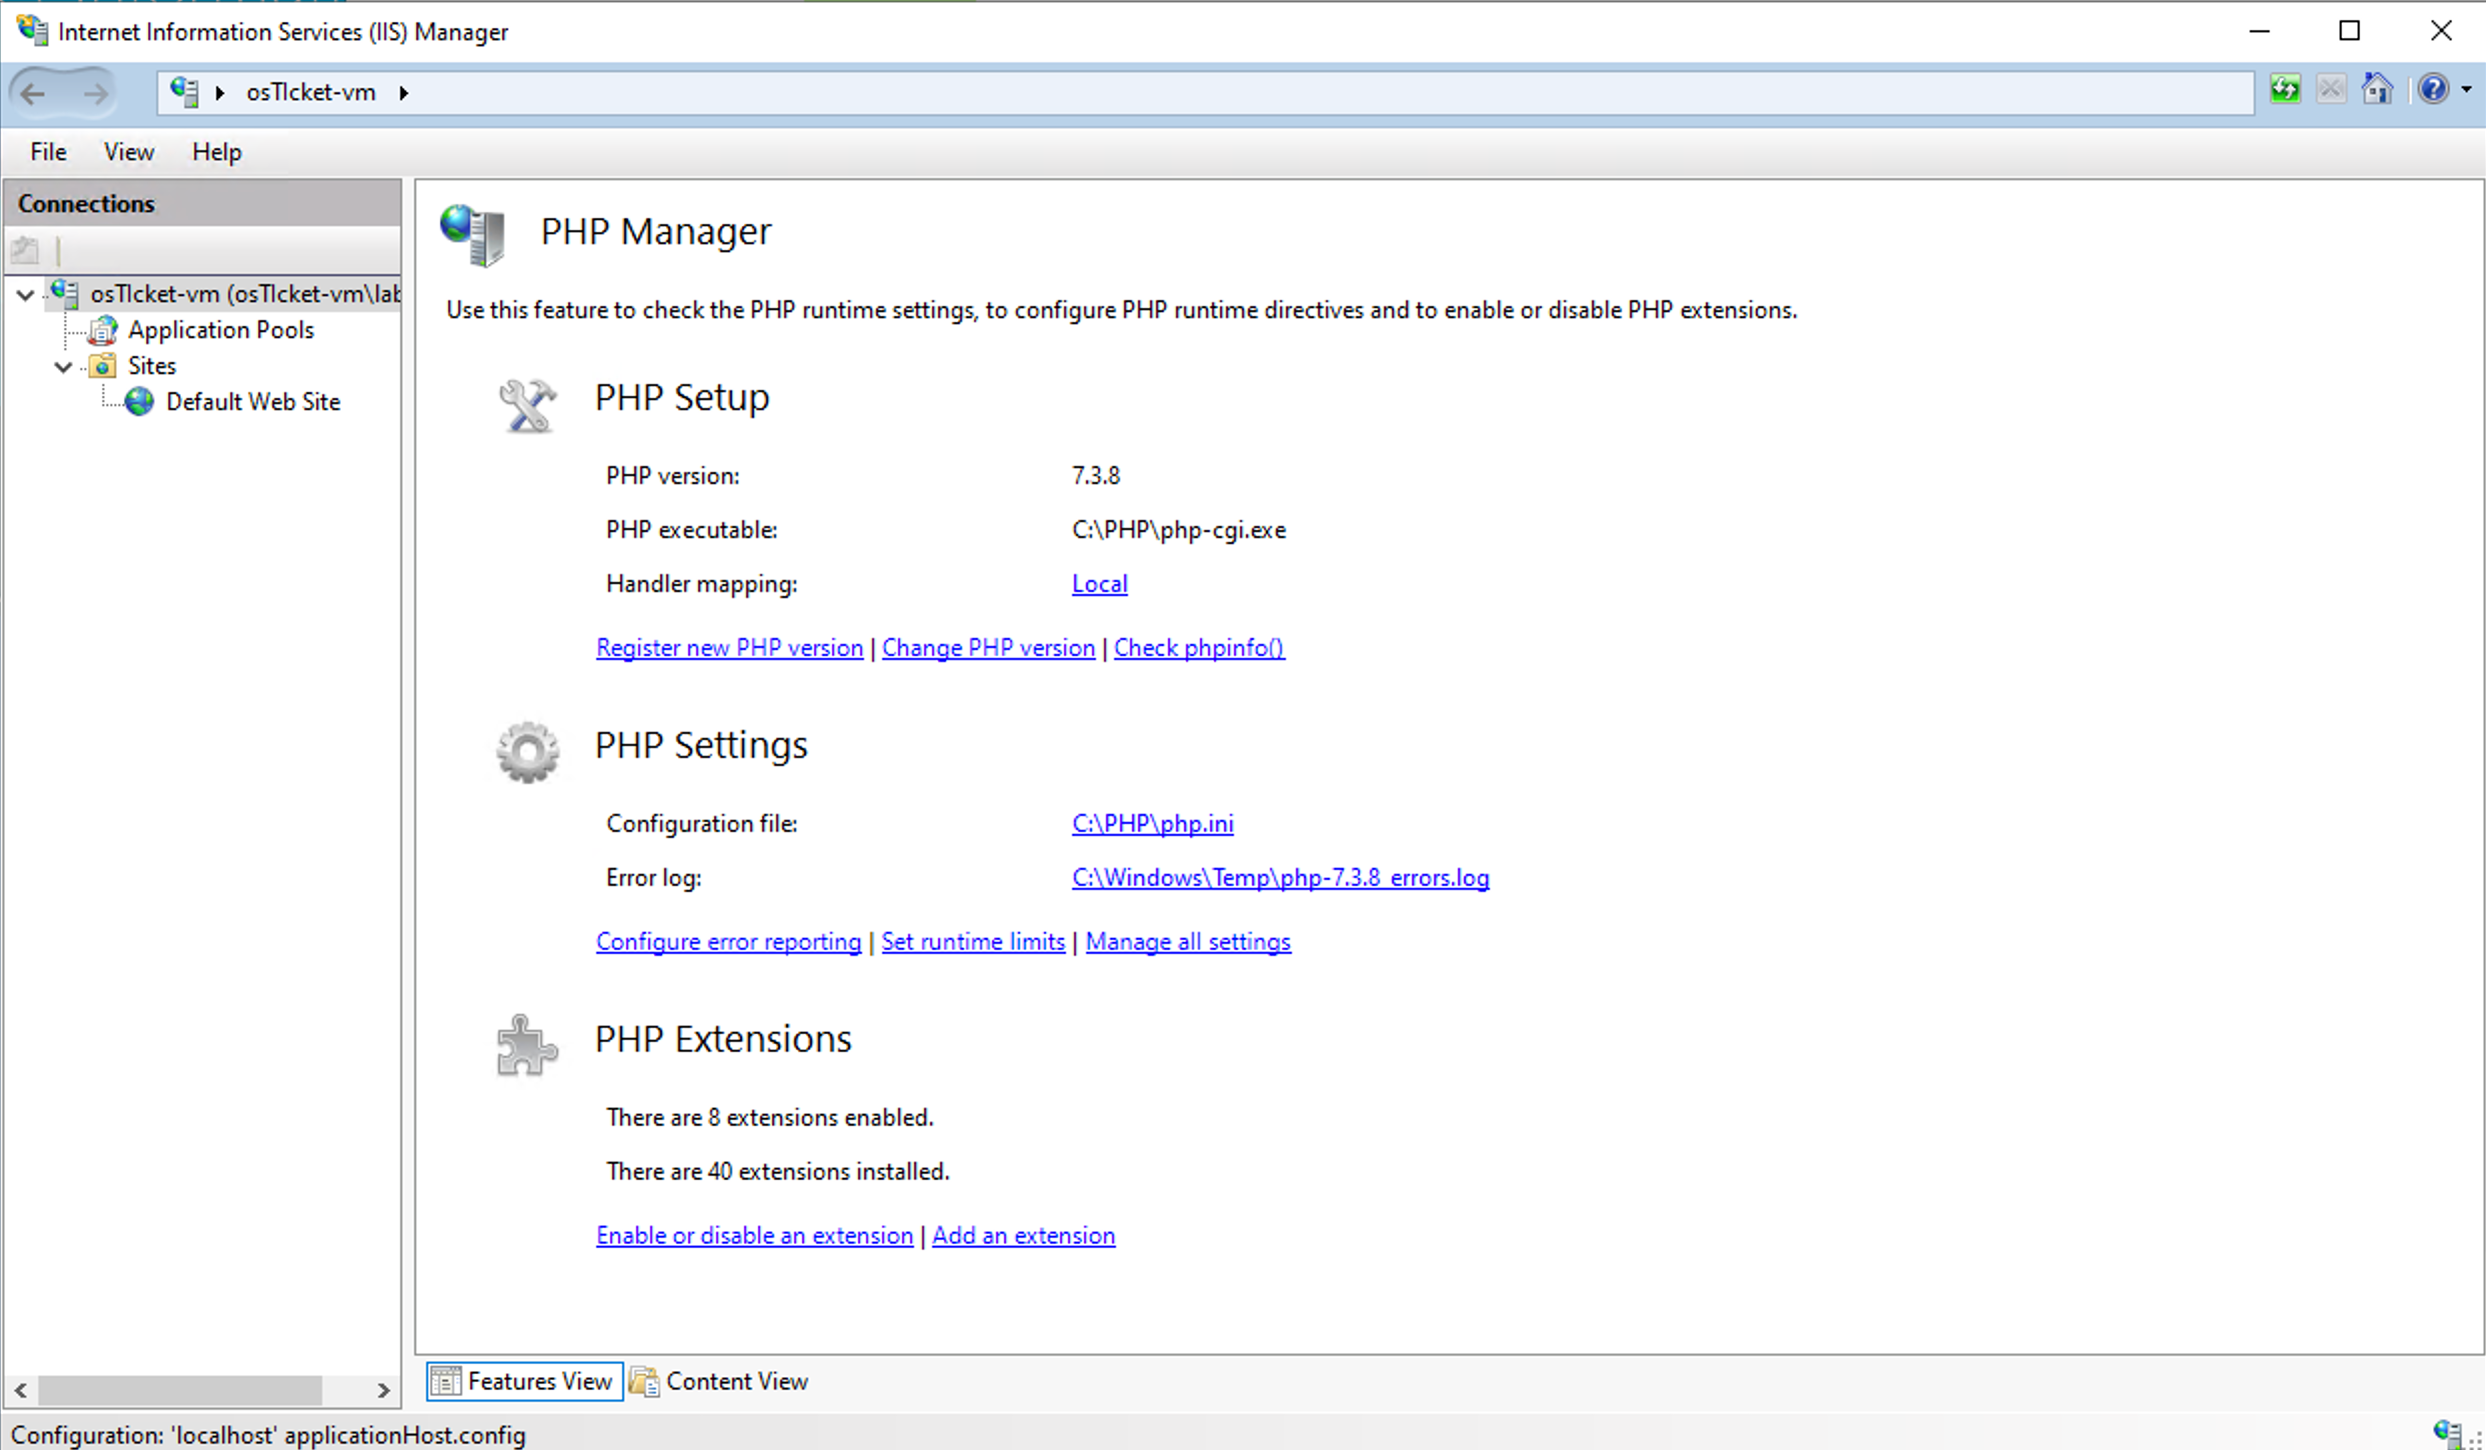 Internet Information Services (IIS) Manager
osTIcket-vm
File View Help
Connections
osTIcket-vm (osTIcket-vm\lab
Application Pools
Sites
Default Web Site
PHP Manager
Use this feature to check the PHP runtime settings, to configure PHP runtime directives and to enable or disable PHP extensions.
PHP Setup
PHP version: 7.3.8
PHP executable: C:\PHP\php-cgi.exe
Handler mapping: Local
Register new PHP version | Change PHP version | Check phpinfo()
PHP Settings
Configuration file: C:\PHP\php.ini
Error log: C:\Windows\Temp\php-7.3.8_errors.log
Configure error reporting | Set runtime limits | Manage all settings
PHP Extensions
There are 8 extensions enabled.
There are 40 extensions installed.
Enable or disable an extension | Add an extension
Features View Content View
Configuration: 'localhost' applicationHost.config